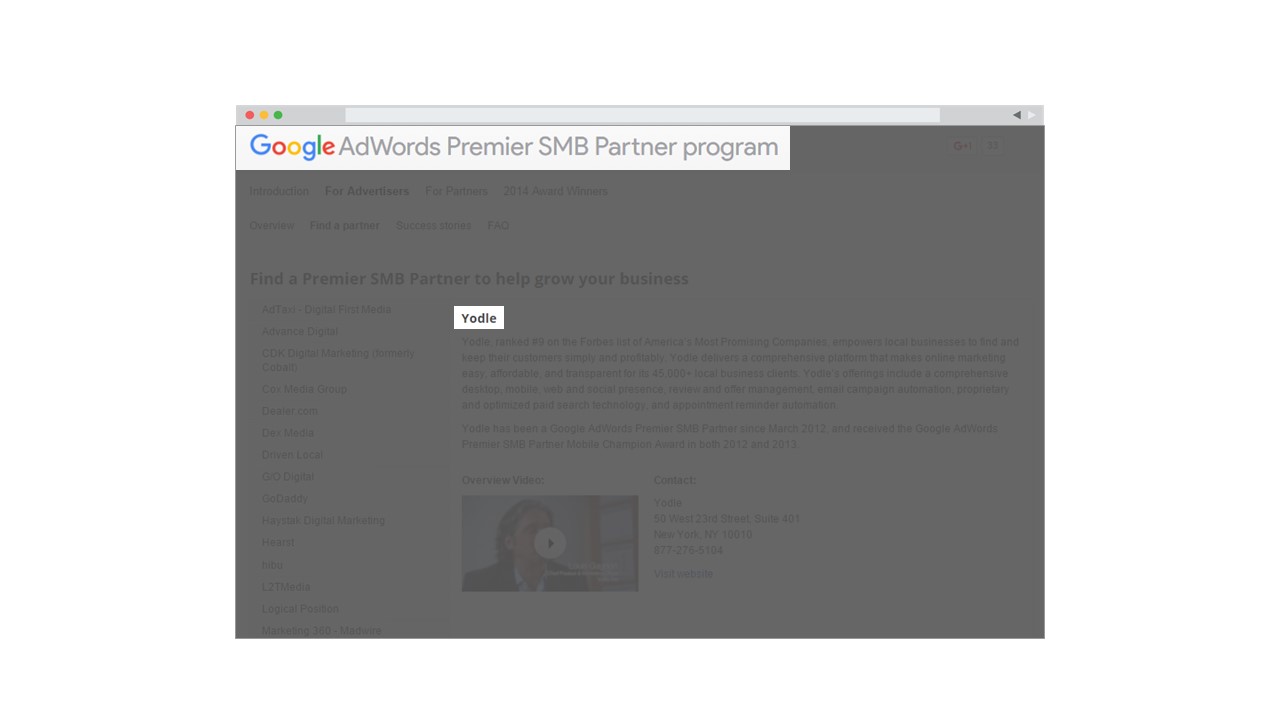 Google AdWords Premier SMB Partner program
G+1 33
Introduction For Advertisers For Partners 2014 Award Winners
Overview Find a partner Success stories FAQ
Find a Premier SMB Partner to help grow your business
AdTaxi - Digital First Media
Advance Digital
CDK Digital Marketing (formerly
Cobalt)
Cox Media Group
Dealer.com
Dex Media
Driven Local
G/O Digital
GoDaddy
Haystak Digital Marketing
Hearst
hibu
L2TMedia
Logical Position
Marketing 360 - Madwire
Yodle
Yodle, ranked #9 on the Forbes list of America's Most Promising Companies, empowers local businesses to find and
keep their customers simply and profitably. Yodle delivers a comprehensive platform that makes online marketing
easy, affordable, and transparent for its 45,000+ local business clients. Yodle's offerings include a comprehensive
desktop, mobile, web and social presence, review and offer management, email campaign automation, proprietary
and optimized paid search technology, and appointment reminder automation.
Yodle has been a Google AdWords Premier SMB Partner since March 2012, and received the Google AdWords
Premier SMB Partner Mobile Champion Award in both 2012 and 2013.
Overview Video:
Contact:
Yodle
50 West 23rd Street, Suite 401
New York, NY 10010
877-276-5104
Visit website